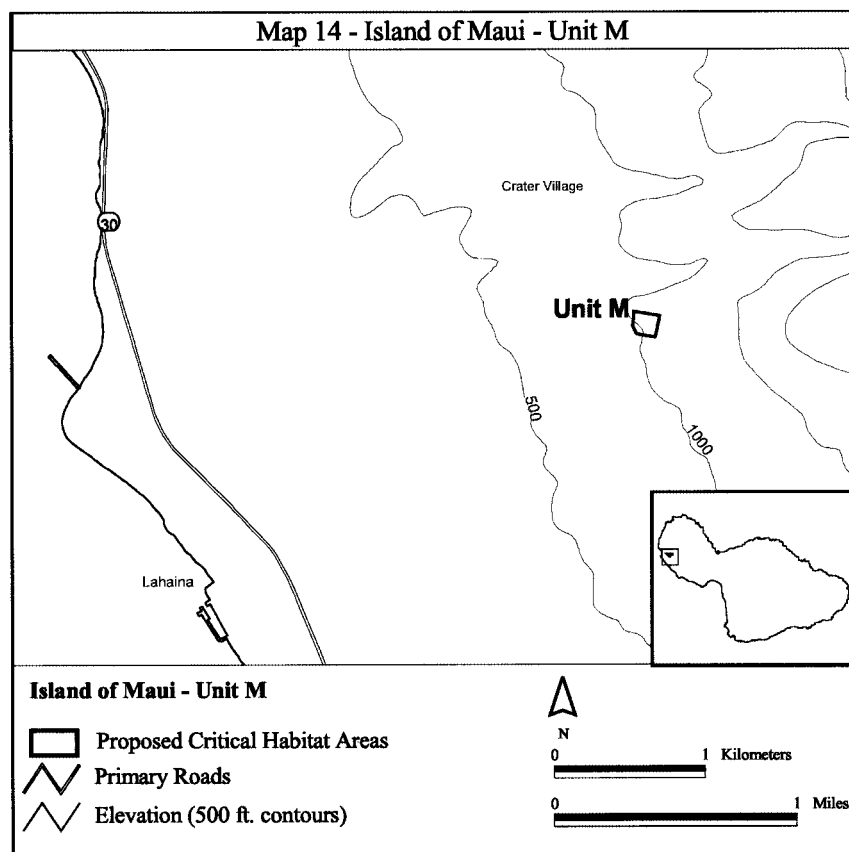 Map 14 - Island of Maui - Unit M
Crater Village
30
Unit M
500
1000
Lahaina
Island of Maui - Unit M
Proposed Critical Habitat Areas
Primary Roads
Elevation (500 ft. contours)
N
0 1 Kilometers
0 1 Miles